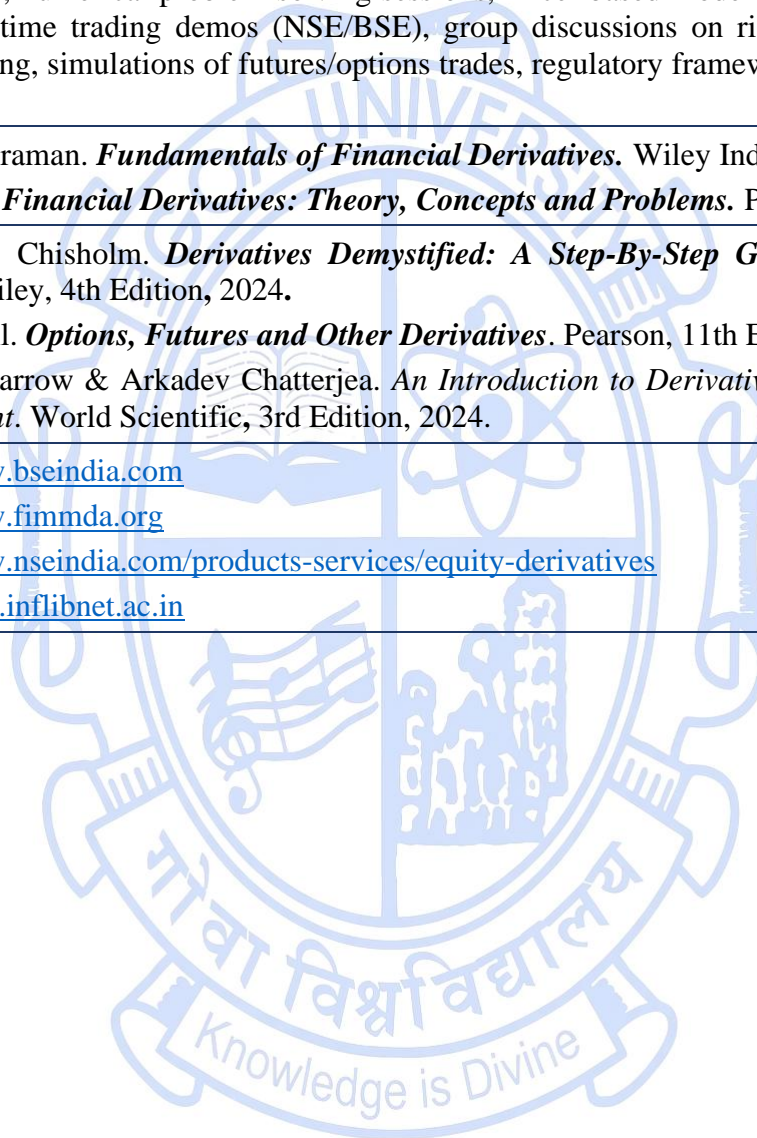 time trading demos (NSE/BSE), group discussions on ri
ng, simulations of futures/options trades, regulatory framew
raman. Fundamentals of Financial Derivatives. Wiley Ind
Financial Derivatives: Theory, Concepts and Problems. P
Chisholm. Derivatives Demystified: A Step-By-Step G
iley, 4th Edition, 2024.
l. Options, Futures and Other Derivatives. Pearson, 11th E
arrow & Arkadev Chatterjea. An Introduction to Derivativ
nt. World Scientific, 3rd Edition, 2024.
.bseindia.com
.fimmda.org
.nseindia.com/products-services/equity-derivatives
.inflibnet.ac.in
GOA UNIVERSITY
गोंवा विश्वविद्यालय
Knowledge is Divine